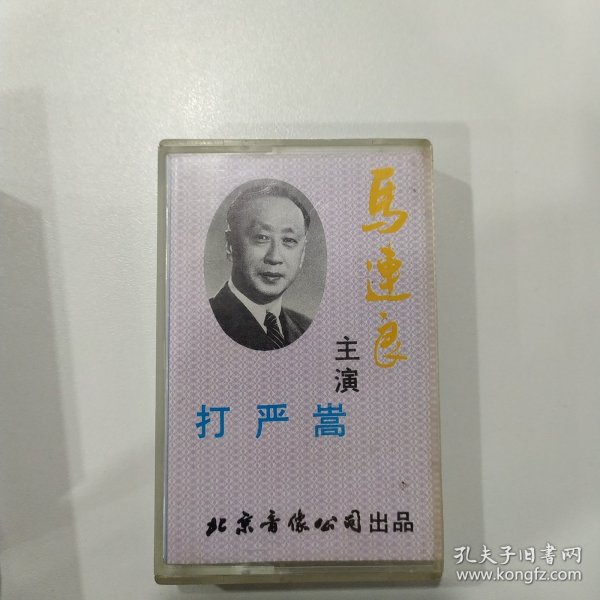 馬連良
主演
打严嵩
北京音像公司出品
孔夫子旧書网
www.kongfz.com